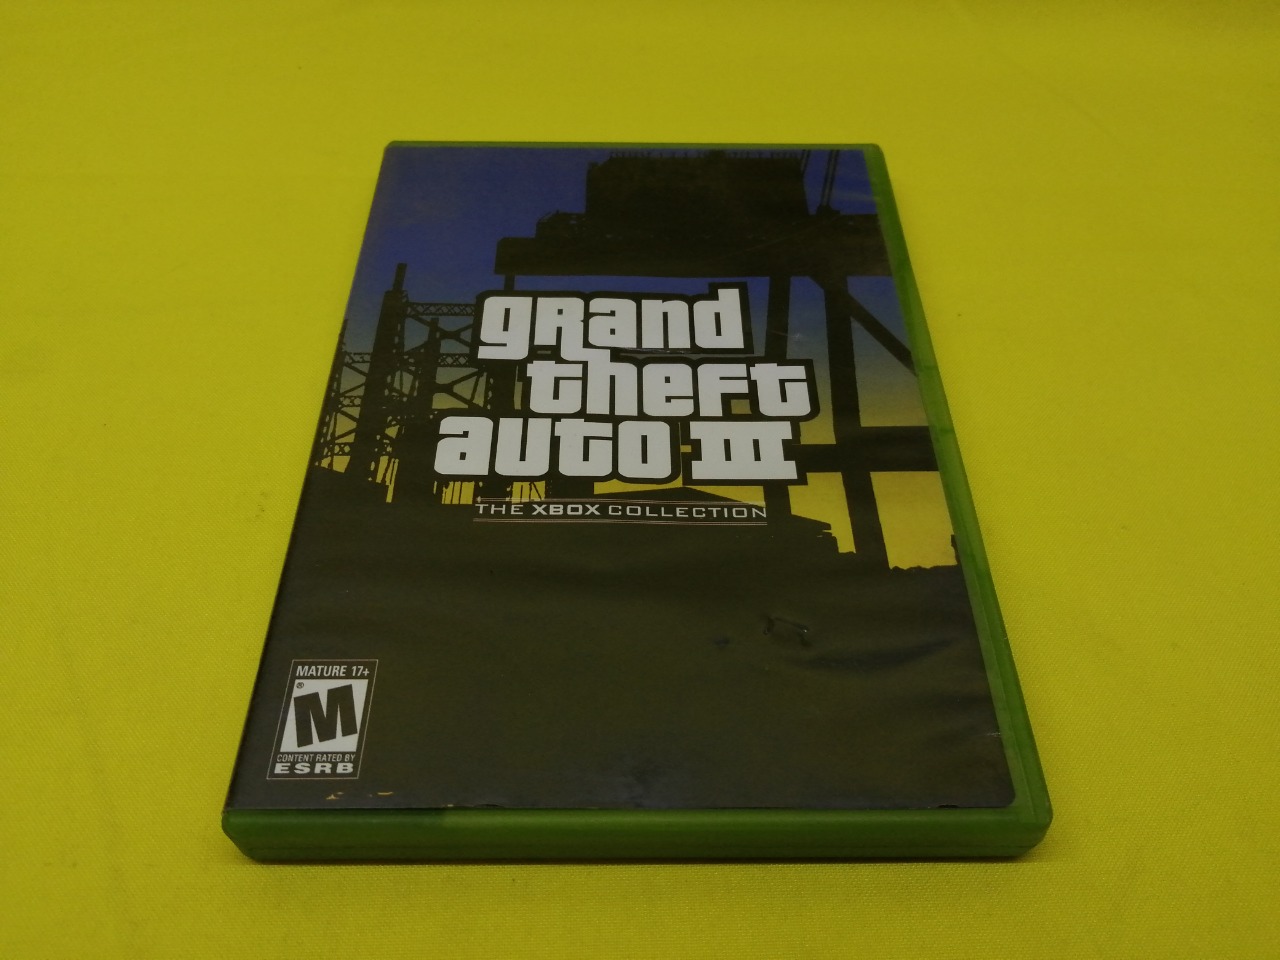 grand
theft
auto III
THE XBOX COLLECTION
MATURE 17+
M
®
CONTENT RATED BY
ESRB